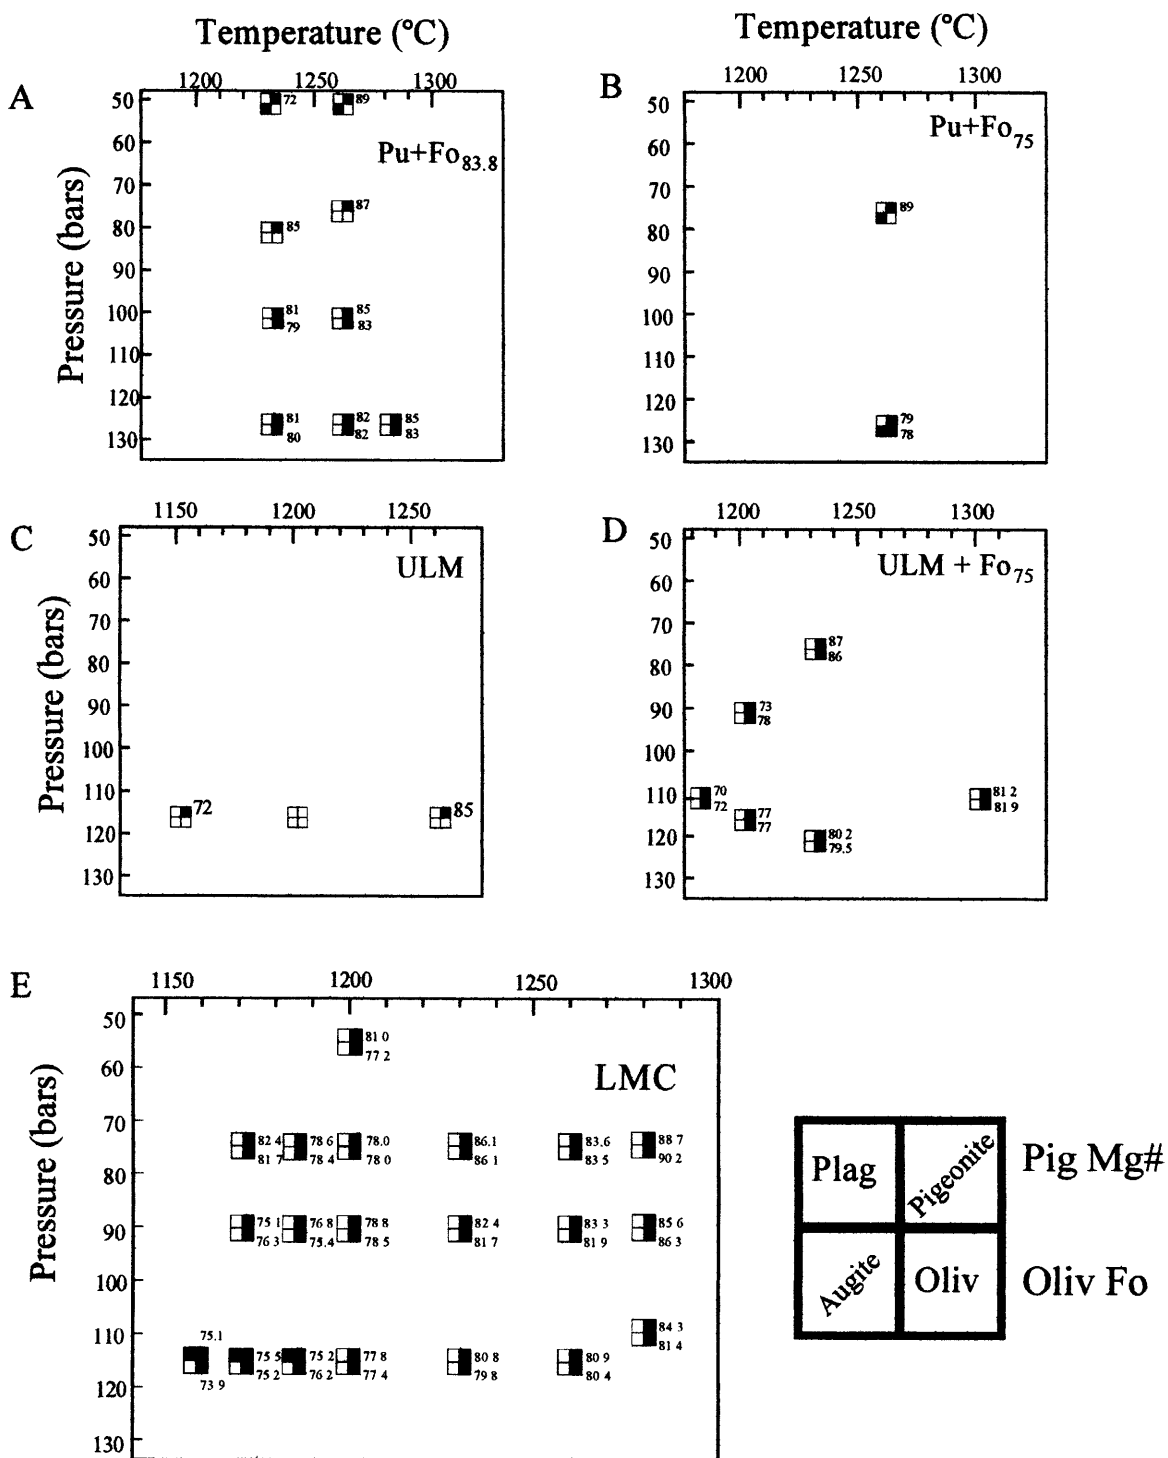 Temperature (°C)
Temperature (°C)
A
1200 1250 1300
B
1200 1250 1300
Pressure (bars)
50
60
70
80
90
100
110
120
130
Pu+Fo83.8
72 89
87
85
81 85
79 83
81 82 85
80 82 83
50
60
70
80
90
100
110
120
130
Pu+Fo75
89
79
78
C
1150 1200 1250
Pressure (bars)
50
60
70
80
90
100
110
120
130
ULM
72 85
D
1200 1250 1300
50
60
70
80
90
100
110
120
130
ULM + Fo75
87
86
73
78
70
72
77
77
80 2
79.5
81 2
81 9
E
1150 1200 1250 1300
Pressure (bars)
50
60
70
80
90
100
110
120
130
LMC
81 0
77 2
82 4 78 6 78.0 86.1 83.6 88 7
81 7 78 4 78 0 86 1 83 5 90 2
75 1 76 8 78 8 82 4 83 3 85 6
76 3 75.4 78 5 81 7 81 9 86 3
84 3
81 4
75.1 75 5 75 2 77 8 80 8 80 9
73 9 75 2 76 2 77 4 79 8 80 4
Plag Pigeonite Pig Mg#
Augite Oliv Oliv Fo